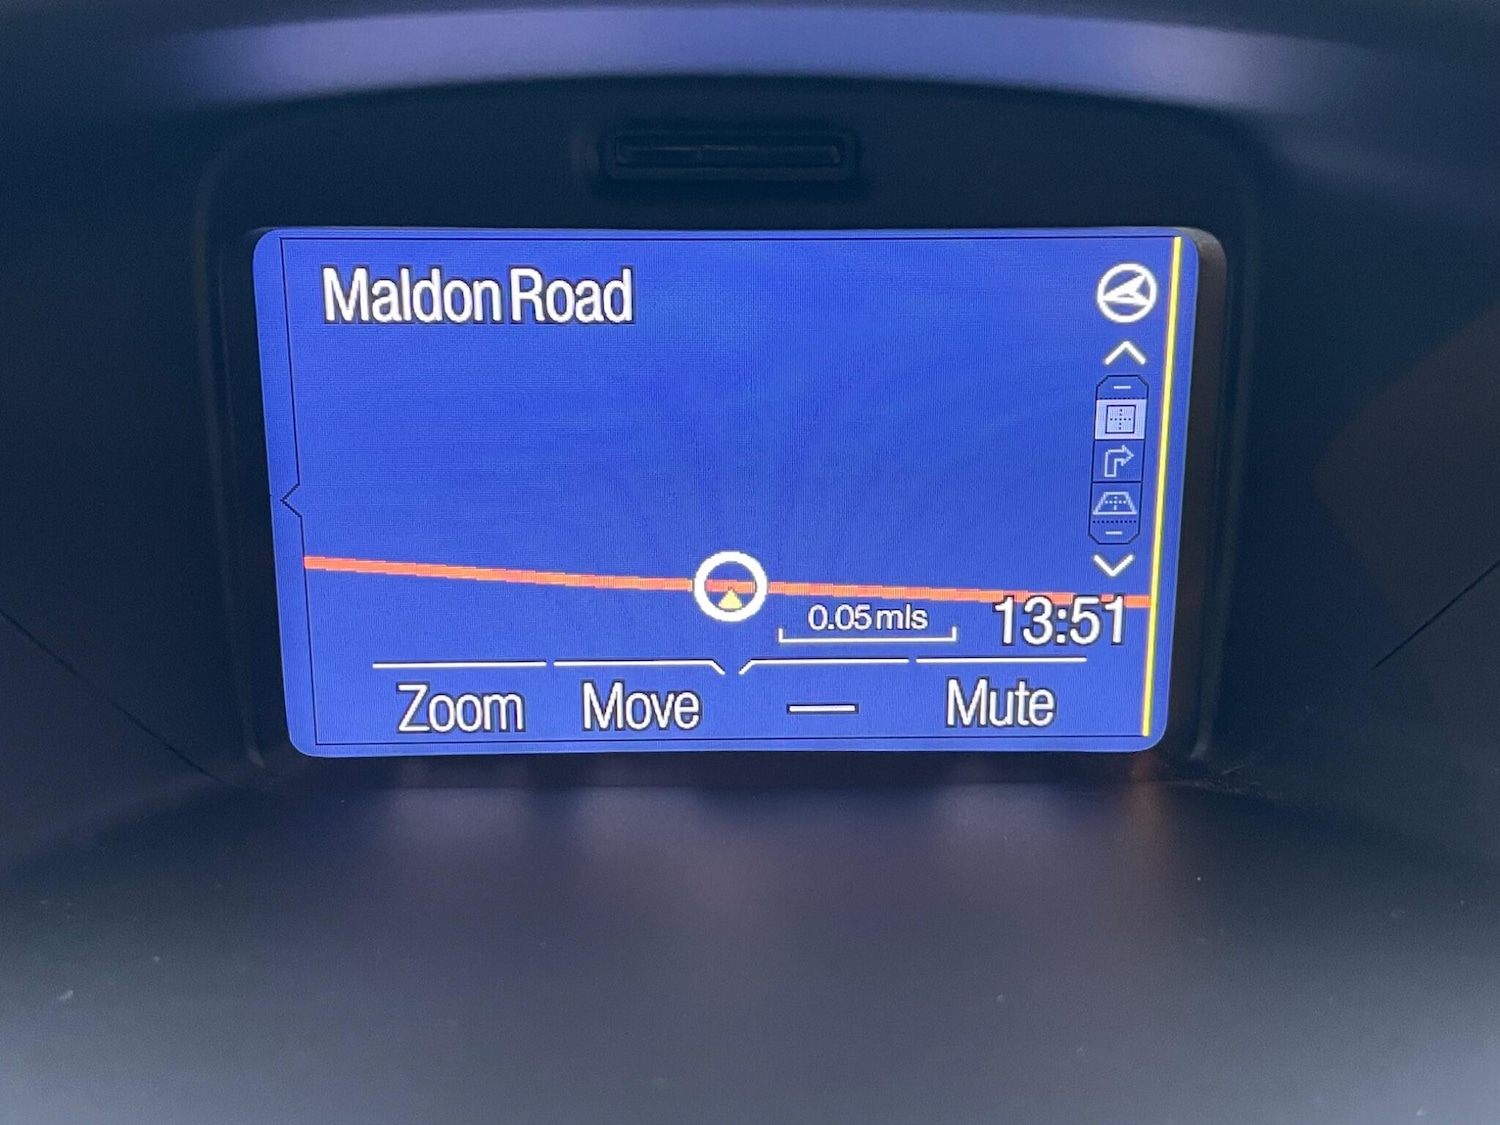 Maldon Road
0.05 mls
13:51
Zoom
Move
Mute